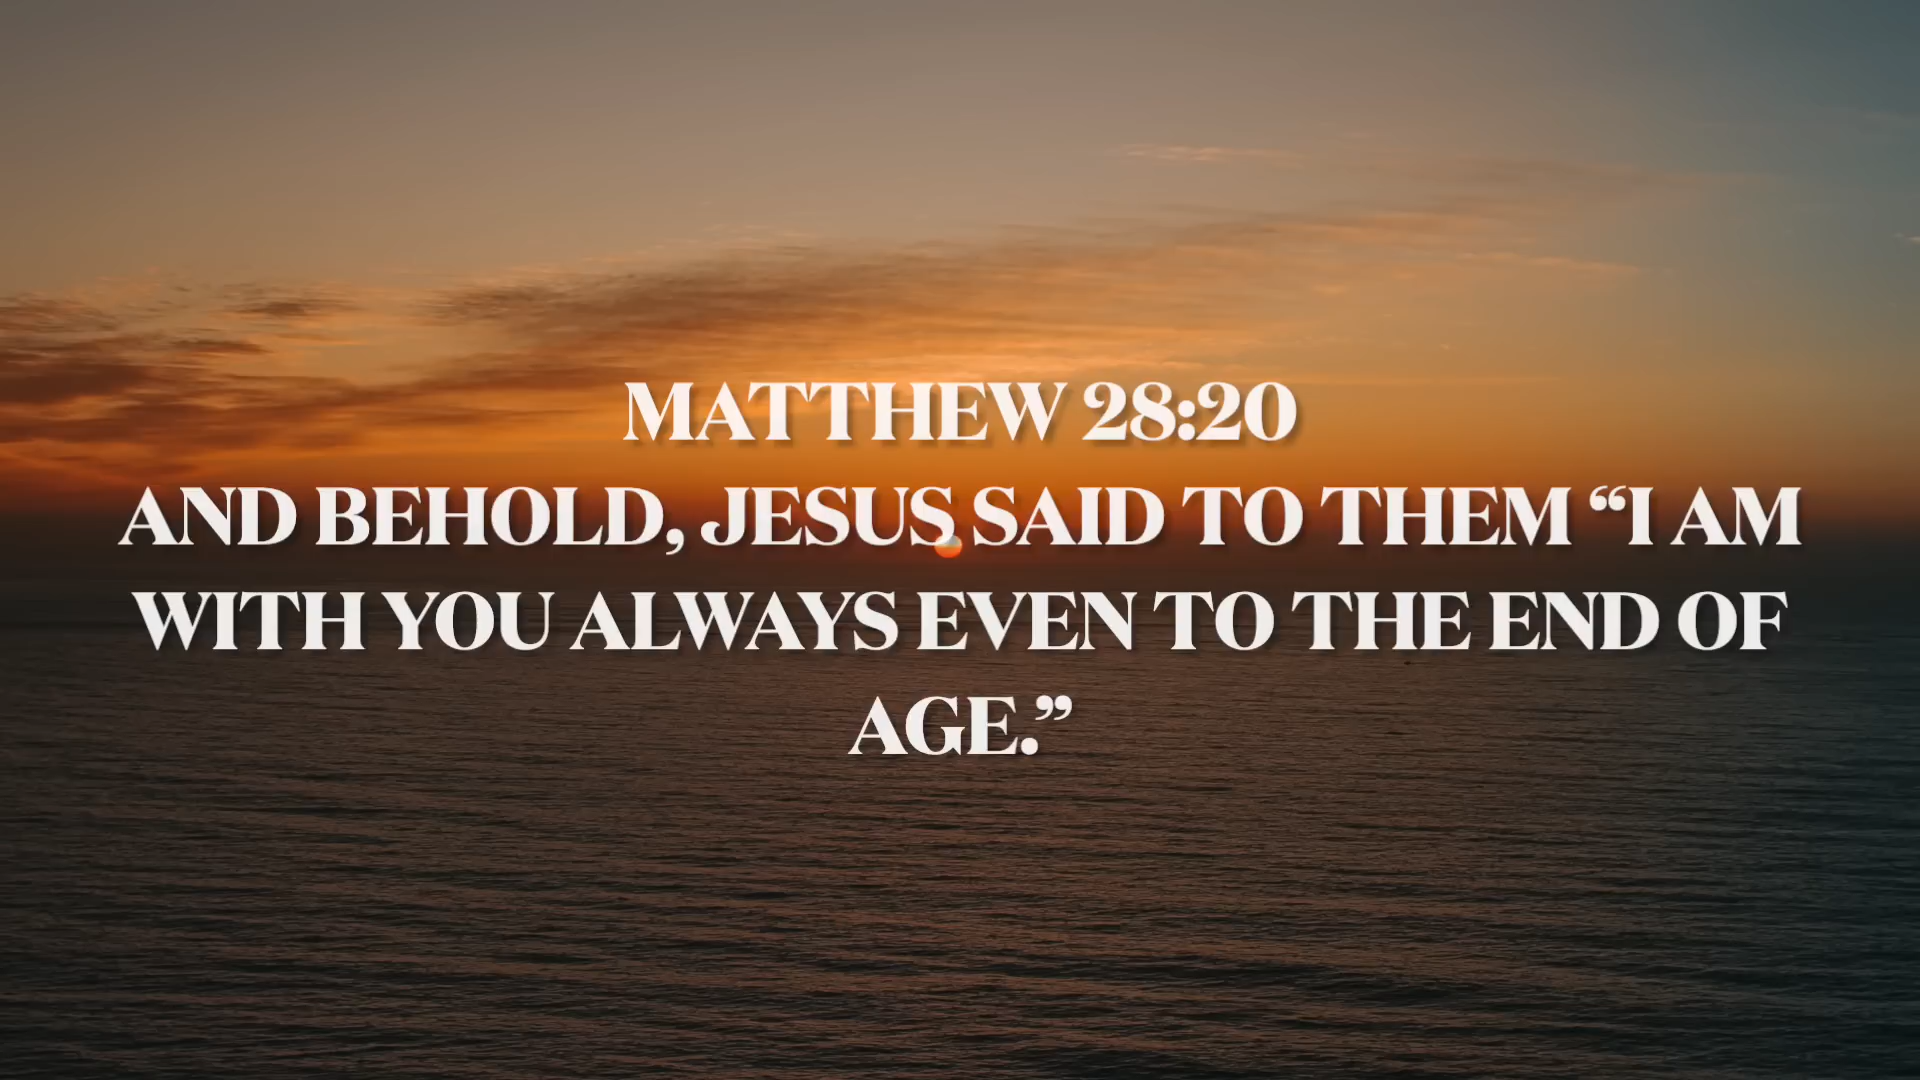 MATTHEW 28:20
AND BEHOLD, JESUS SAID TO THEM “I AM
WITH YOU ALWAYS EVEN TO THE END OF
AGE.”